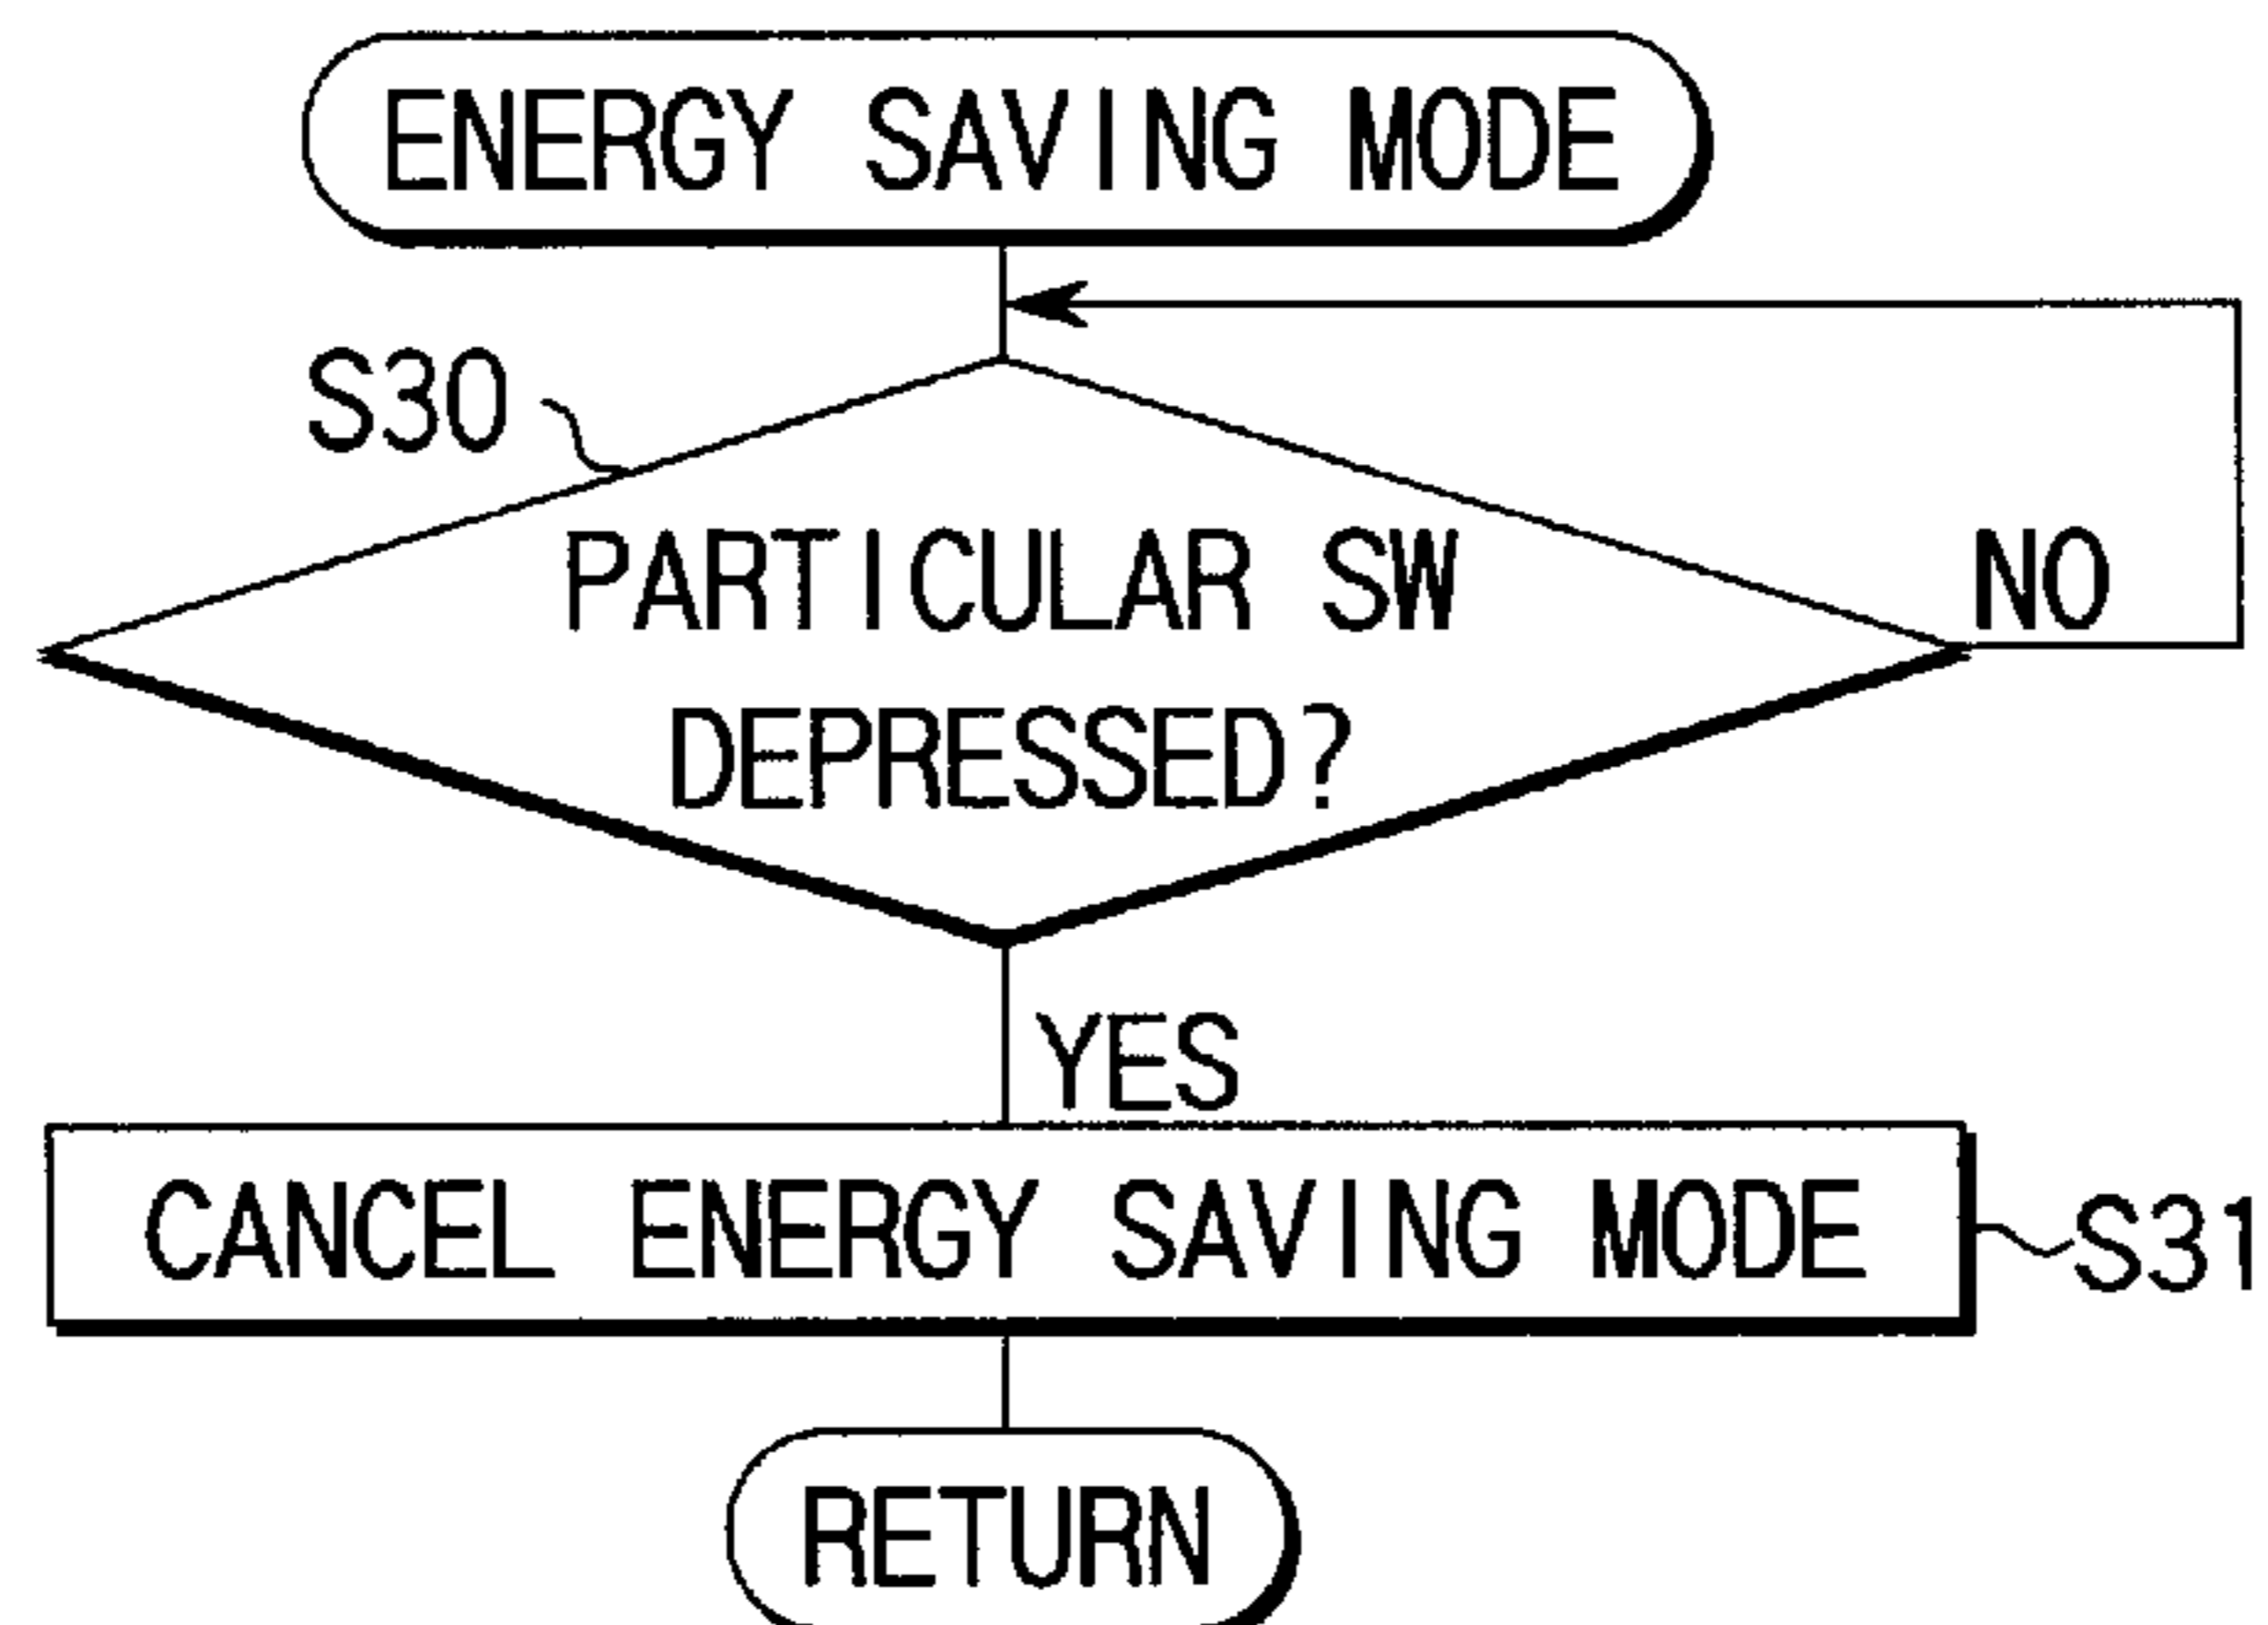 ENERGY SAVING MODE
S30
PARTICULAR SW
DEPRESSED?
NO
YES
CANCEL ENERGY SAVING MODE
S31
RETURN